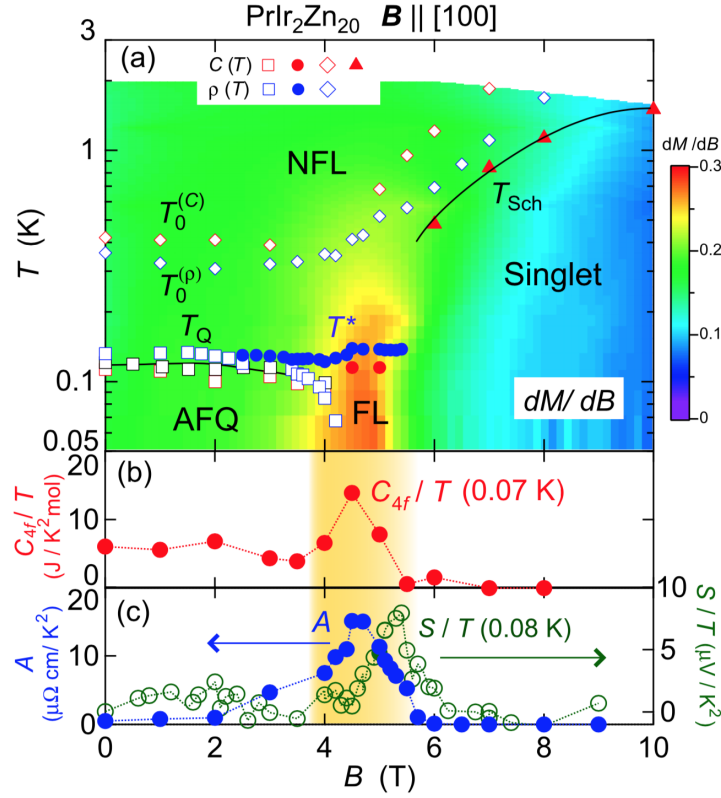 PrIr₂Zn₂₀ B || [100]
(a)
C (T)
ρ (T)
NFL
T₀⁽ᶜ⁾
T₀⁽ᵖ⁾
T_Q
T*
T_Sch
Singlet
AFQ
FL
dM/ dB
T (K)
3
1
0.1
0.05
dM/dB
0.3
0.2
0.1
0
(b)
C₄f / T (0.07 K)
C₄f / T
(J / K²mol)
20
10
0
(c)
A
S / T (0.08 K)
A
(μΩ cm/ K²)
20
10
0
10
5
0
S / T (μV / K²)
0 2 4 6 8 10
B (T)